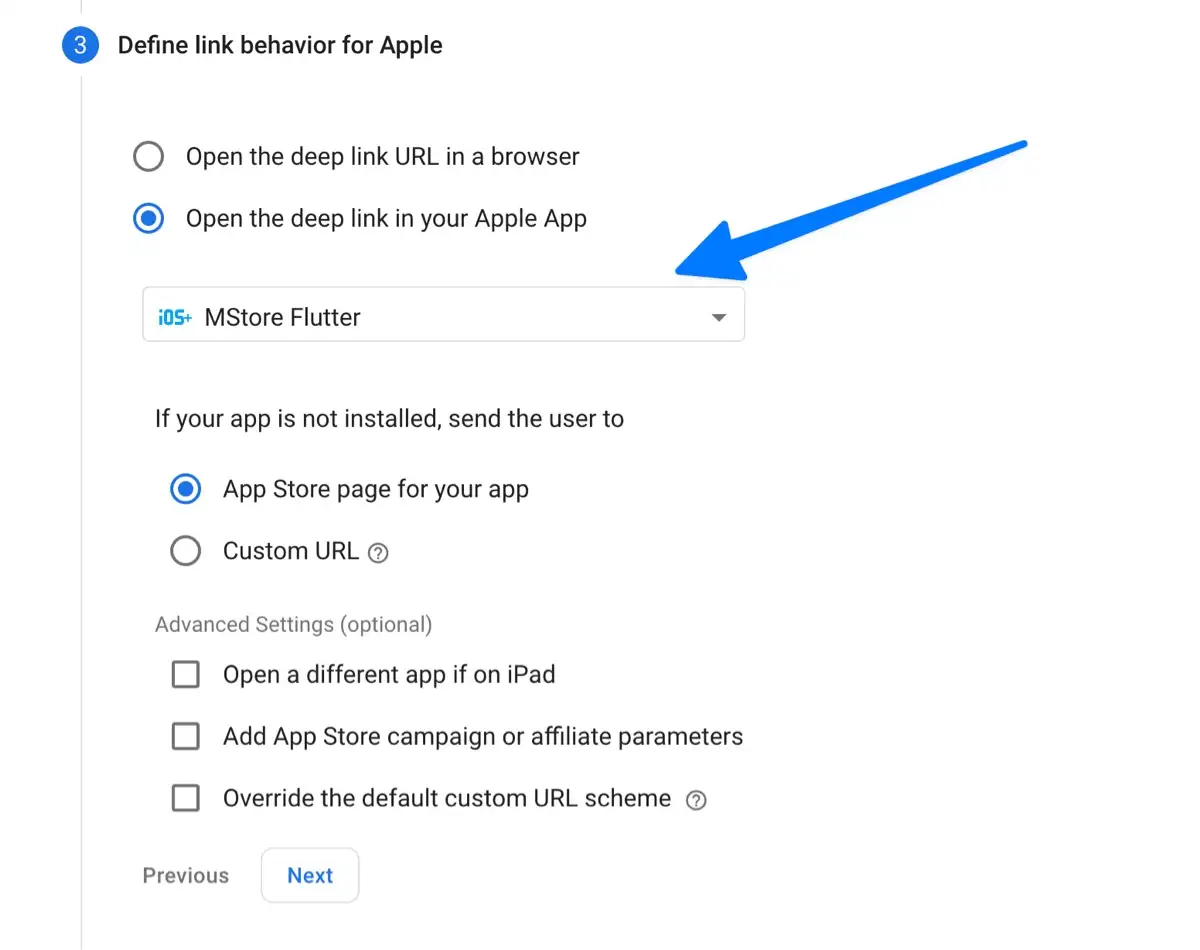 3 Define link behavior for Apple
Open the deep link URL in a browser
Open the deep link in your Apple App
iOS+ MStore Flutter
If your app is not installed, send the user to
App Store page for your app
Custom URL ?
Advanced Settings (optional)
Open a different app if on iPad
Add App Store campaign or affiliate parameters
Override the default custom URL scheme ?
Previous Next